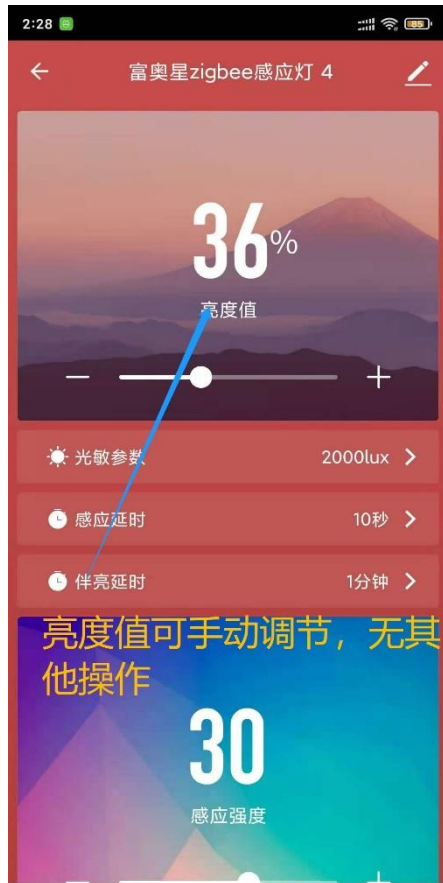 2:28
85
富奥星zigbee感应灯 4
36%
亮度值
光敏参数 2000lux
感应延时 10秒
伴亮延时 1分钟
亮度值可手动调节，无其
他操作
30
感应强度